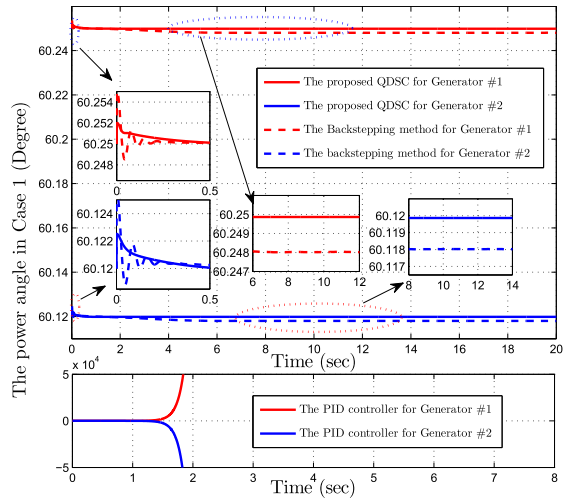 The power angle in Case 1 (Degree)
60.24
60.22
60.2
60.18
60.16
60.14
60.12
0 2 4 6 8 10 12 14 16 18 20
Time (sec)
The proposed QDSC for Generator #1
The proposed QDSC for Generator #2
The Backstepping method for Generator #1
The backstepping method for Generator #2
60.254
60.252
60.25
60.248
0 0.5
60.124
60.122
60.12
0 0.5
60.25
60.249
60.248
60.247
6 8 10 12
60.12
60.119
60.118
60.117
8 10 12 14
x 10^4
5
0
−5
0 1 2 3 4 5 6 7 8
Time (sec)
The PID controller for Generator #1
The PID controller for Generator #2